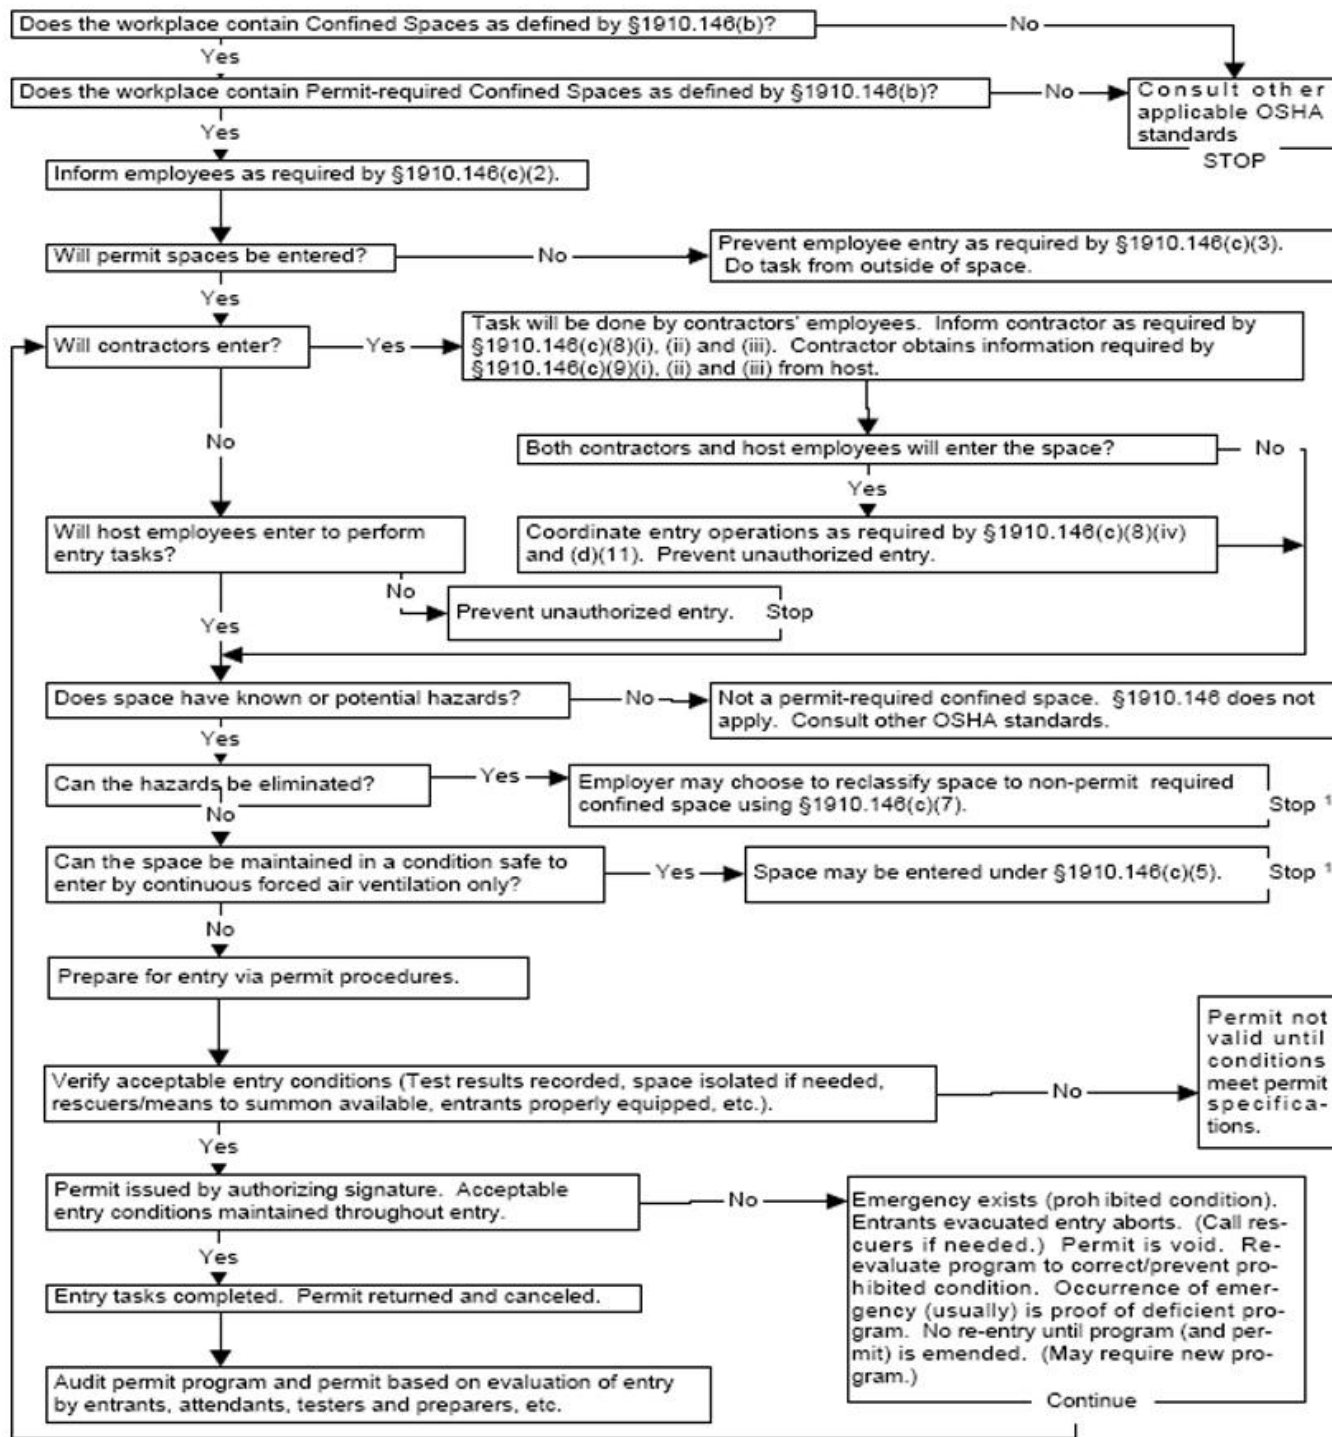 Does the workplace contain Confined Spaces as defined by §1910.146(b)?
No
Yes
Does the workplace contain Permit-required Confined Spaces as defined by §1910.146(b)?
No
Consult other
applicable OSHA
standards
STOP
Yes
Inform employees as required by §1910.146(c)(2).
Will permit spaces be entered?
No
Prevent employee entry as required by §1910.146(c)(3).
Do task from outside of space.
Yes
Will contractors enter?
Yes
Task will be done by contractors' employees. Inform contractor as required by
§1910.146(c)(8)(i), (ii) and (iii). Contractor obtains information required by
§1910.146(c)(9)(i), (ii) and (iii) from host.
No
Both contractors and host employees will enter the space?
No
Yes
Will host employees enter to perform
entry tasks?
Coordinate entry operations as required by §1910.146(c)(8)(iv)
and (d)(11). Prevent unauthorized entry.
No
Prevent unauthorized entry. Stop
Yes
Does space have known or potential hazards?
No
Not a permit-required confined space. §1910.146 does not
apply. Consult other OSHA standards.
Yes
Can the hazards be eliminated?
Yes
Employer may choose to reclassify space to non-permit required
confined space using §1910.146(c)(7).
Stop ¹
No
Can the space be maintained in a condition safe to
enter by continuous forced air ventilation only?
Yes
Space may be entered under §1910.146(c)(5).
Stop ¹
No
Prepare for entry via permit procedures.
Verify acceptable entry conditions (Test results recorded, space isolated if needed,
rescuers/means to summon available, entrants properly equipped, etc.).
No
Permit not
valid until
conditions
meet permit
specifica-
tions.
Yes
Permit issued by authorizing signature. Acceptable
entry conditions maintained throughout entry.
No
Emergency exists (prohibited condition).
Entrants evacuated entry aborts. (Call res-
cuers if needed.) Permit is void. Re-
evaluate program to correct/prevent pro-
hibited condition. Occurrence of emer-
gency (usually) is proof of deficient pro-
gram. No re-entry until program (and per-
mit) is emended. (May require new pro-
gram.)
Continue
Yes
Entry tasks completed. Permit returned and canceled.
Audit permit program and permit based on evaluation of entry
by entrants, attendants, testers and preparers, etc.